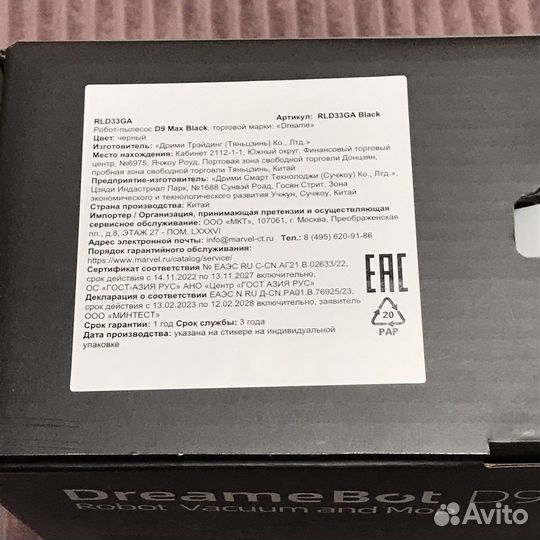 RLD33GA Артикул: RLD33GA Black
Робот-пылесос D9 Max Black, торговой марки: «Dreame»
Цвет: черный
Изготовитель: «Дрими Трэйдинг (Тяньцзинь) Ко., Лтд.»
Место нахождения: Кабинет 2112-1-1, Южный округ, Финансовый торговый
центр, №6975, Ячжоу Роуд, Портовая зона свободной торговли Донцзян,
пробная зона свободной торговли Тяньцзинь, Китай
Предприятие-изготовитель: «Дрими Смарт Текнолоджи (Сучжоу) Ко., Лтд.»,
Цзяди Индастриал Парк, №1688 Сунвэй Роад, Госян Стрит, Зона
экономического и технологического развития Учжун, Сучжоу, Китай
Страна производства: Китай
Импортер / Организация, принимающая претензии и осуществляющая
сервисное обслуживание: ООО «МКТ», 107061, г. Москва, Преображенская
пл., д.8, ЭТАЖ 27 - ПОМ. LXXXVI
Адрес электронной почты: info@marvel-ct.ru Тел.: 8 (495) 620-91-86
Порядок гарантийного обслуживания:
https://www.marvel.ru/catalog/service/
Сертификат соответствия № ЕАЭС RU С-CN.АГ21.В.02633/22,
срок действия с 14.11.2022 по 13.11.2027 включительно,
ОС «ГОСТ-АЗИЯ РУС» АНО «Центр «ГОСТ АЗИЯ РУС»
Декларация о соответствии ЕАЭС N RU Д-CN.РА01.В.76925/23,
срок действия с 13.02.2023 по 12.02.2028 включительно, заявитель
ООО «МИНТЕСТ»
Срок гарантии: 1 год Срок службы: 3 года
Дата производства: указана на стикере на индивидуальной
упаковке
EAC
20
PAP
DreameBot D9
Robot Vacuum and Mo
Avito